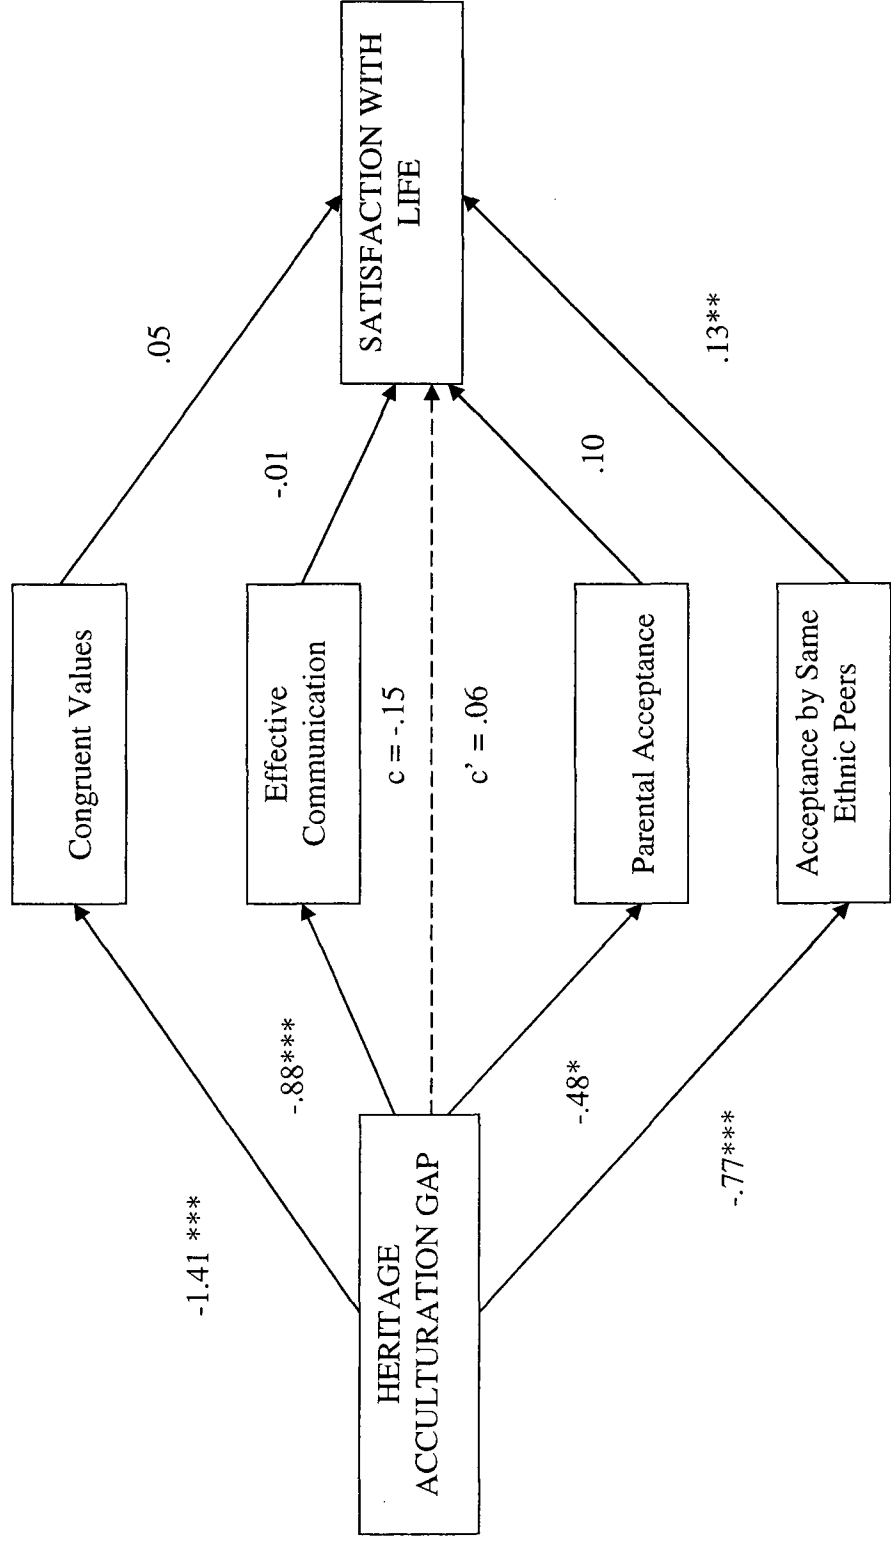 Congruent Values
-1.41 ***
.05
Effective
Communication
-.88***
-.01
HERITAGE
ACCULTURATION GAP
c = -.15
c' = .06
SATISFACTION WITH
LIFE
-.48*
.10
Parental Acceptance
-.77***
.13**
Acceptance by Same
Ethnic Peers